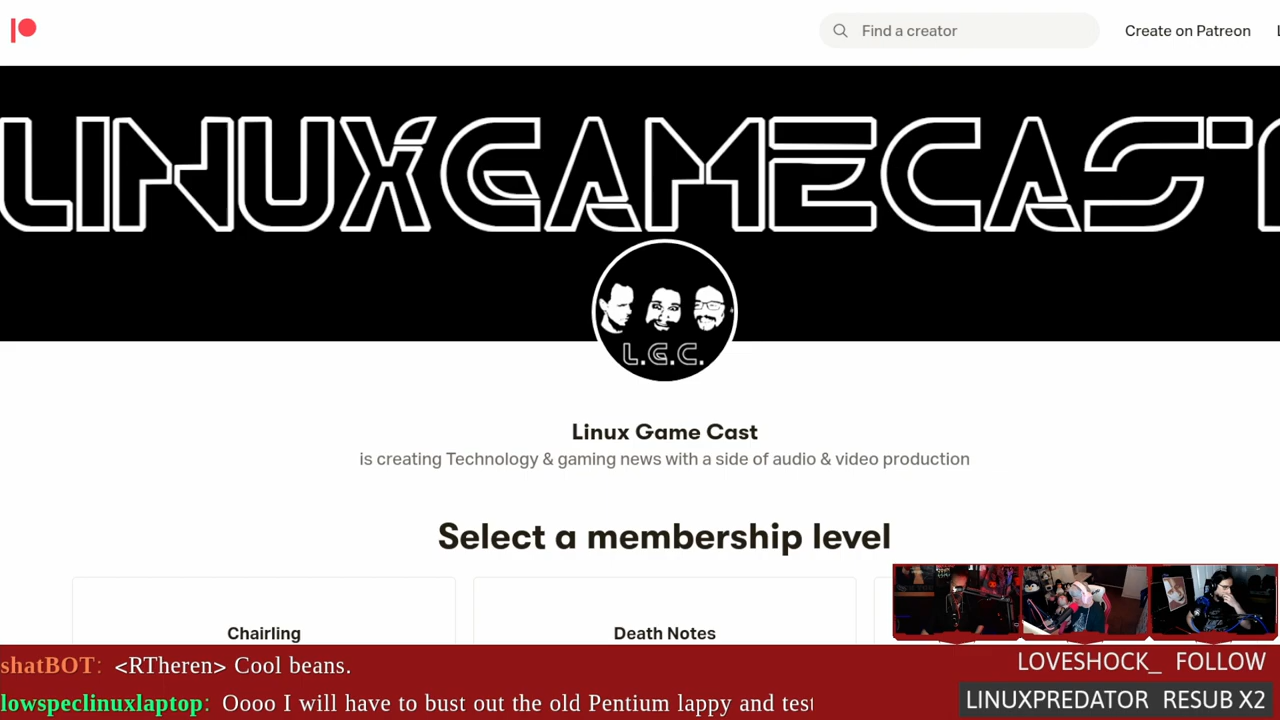 Find a creator
Create on Patreon
LINUXGAMECAST
L.G.C.
Linux Game Cast
is creating Technology & gaming news with a side of audio & video production
Select a membership level
Chairling
Death Notes
shatBOT: <RTheren> Cool beans.
LOVESHOCK_ FOLLOW
lowspeclinuxlaptop: Oooo I will have to bust out the old Pentium lappy and test
LINUXPREDATOR RESUB X2